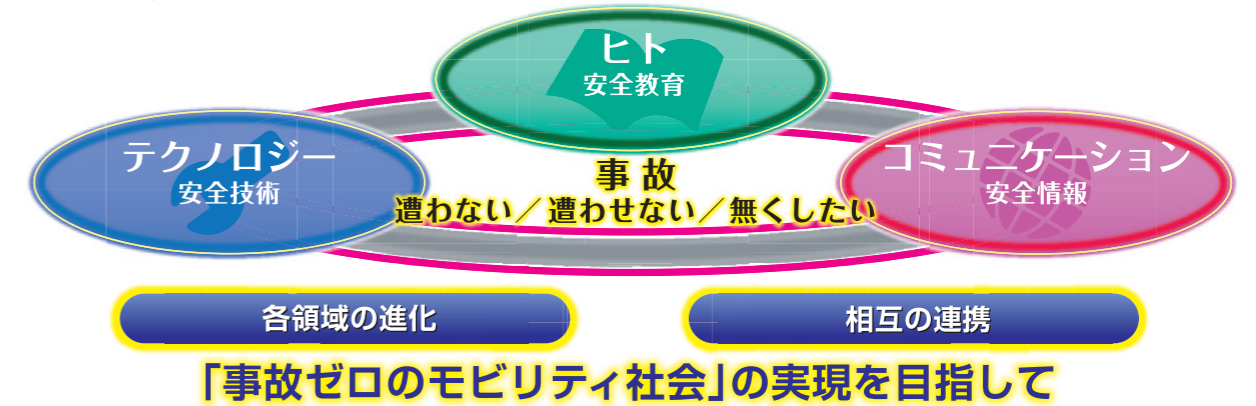 ヒト
安全教育
テクノロジー
安全技術
コミュニケーション
安全情報
事故
遭わない／遭わせない／無くしたい
各領域の進化
相互の連携
「事故ゼロのモビリティ社会」の実現を目指して